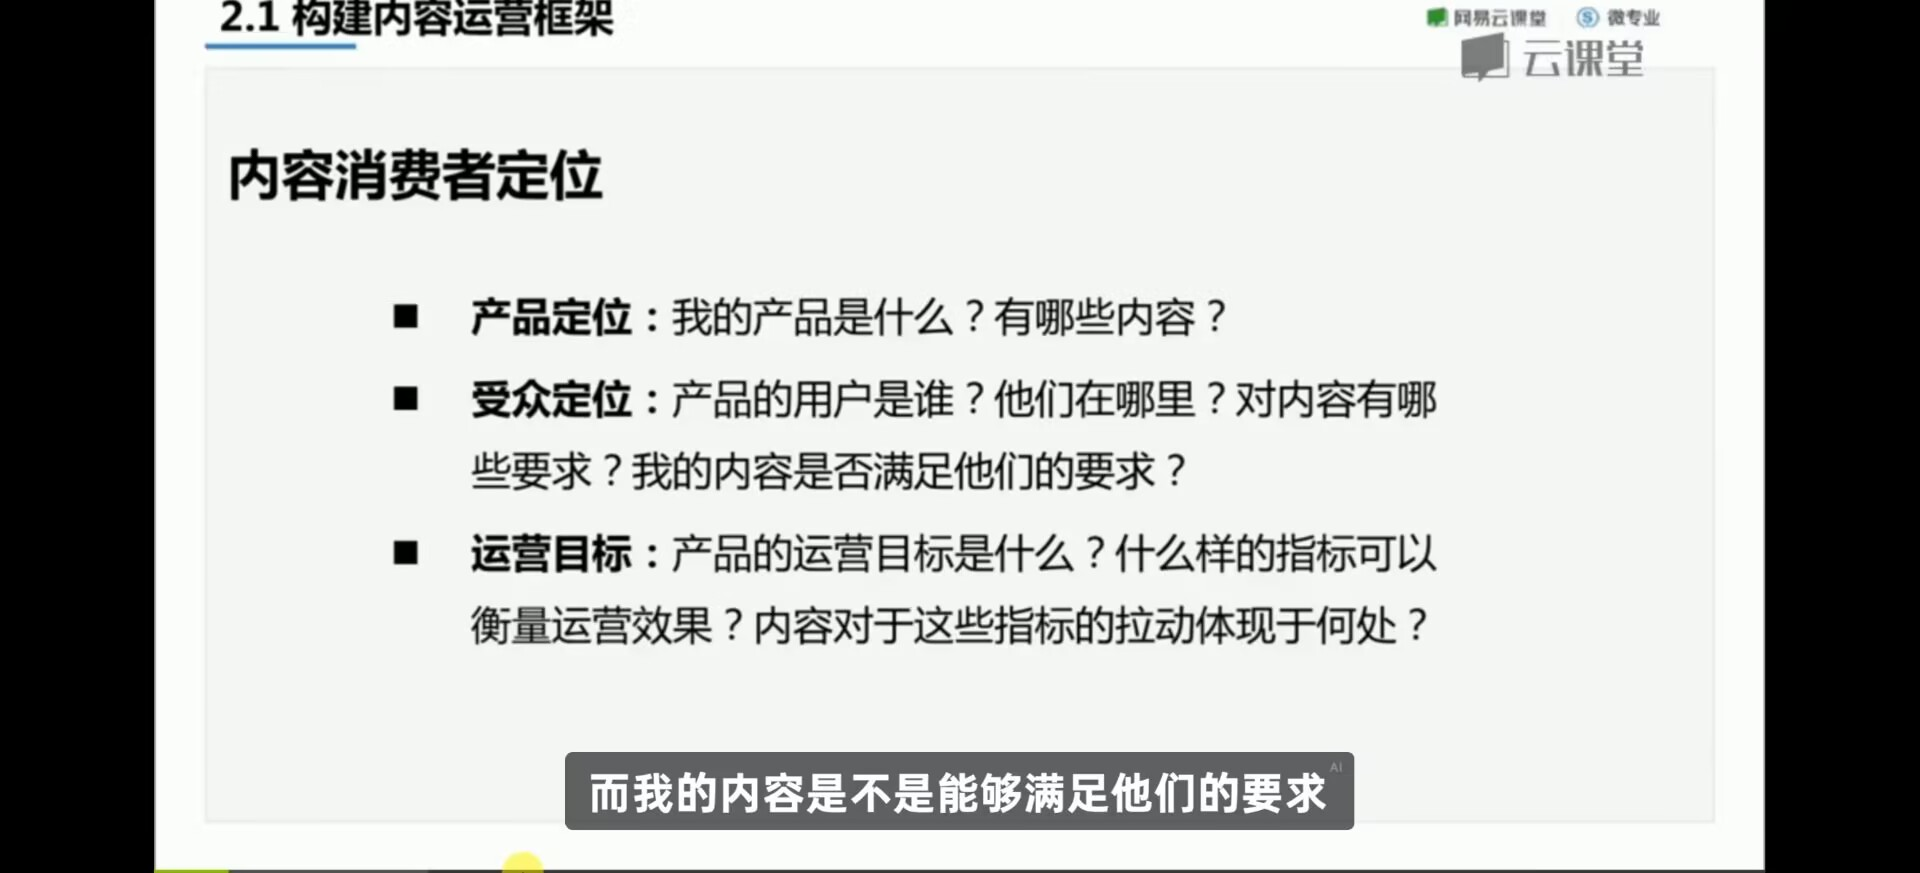 2.1 构建内容运营框架
网易云课堂 微专业
云课堂
内容消费者定位
■ 产品定位：我的产品是什么？有哪些内容？
■ 受众定位：产品的用户是谁？他们在哪里？对内容有哪
些要求？我的内容是否满足他们的要求？
■ 运营目标：产品的运营目标是什么？什么样的指标可以
衡量运营效果？内容对于这些指标的拉动体现于何处？
AI
而我的内容是不是能够满足他们的要求